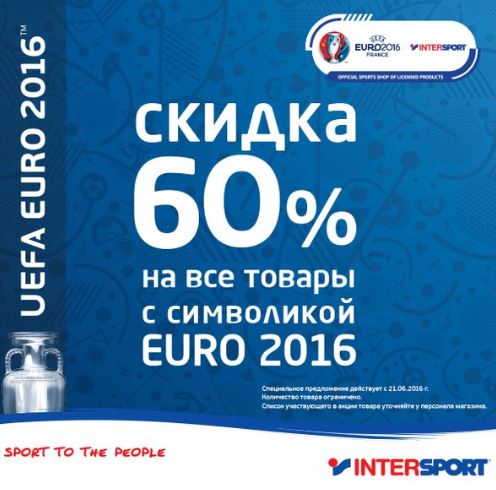 UEFA EURO 2016™
UEFA
EURO2016
FRANCE
INTERSPORT
OFFICIAL SPORTS SHOP OF LICENSED PRODUCTS
скидка
60%
на все товары
с символикой
EURO 2016
Специальное предложение действует с 21.06.2016 г.
Количество товара ограничено.
Список участвующего в акции товара уточняйте у персонала магазина.
SPORT TO THE PEOPLE
INTERSPORT